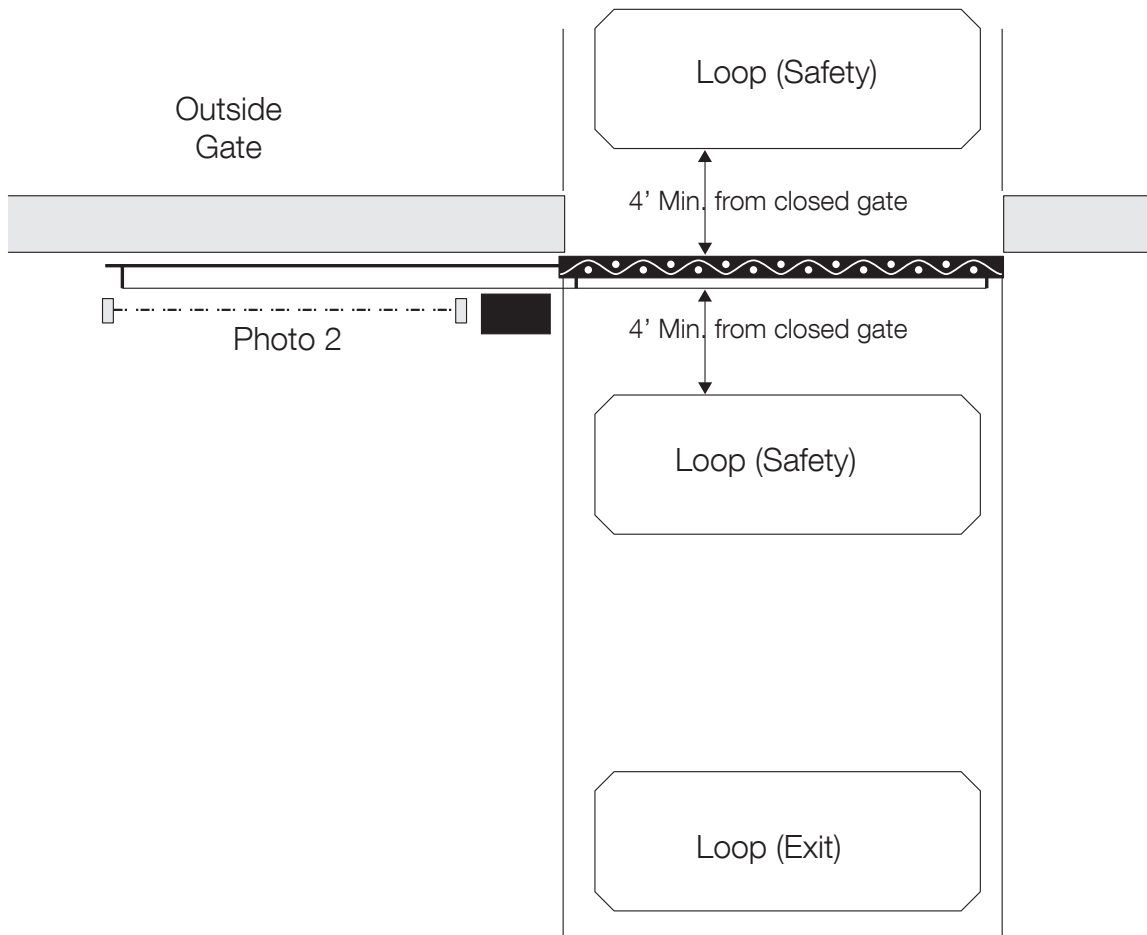 Loop (Safety)
Outside
Gate
4’ Min. from closed gate
4’ Min. from closed gate
Photo 2
Loop (Safety)
Loop (Exit)